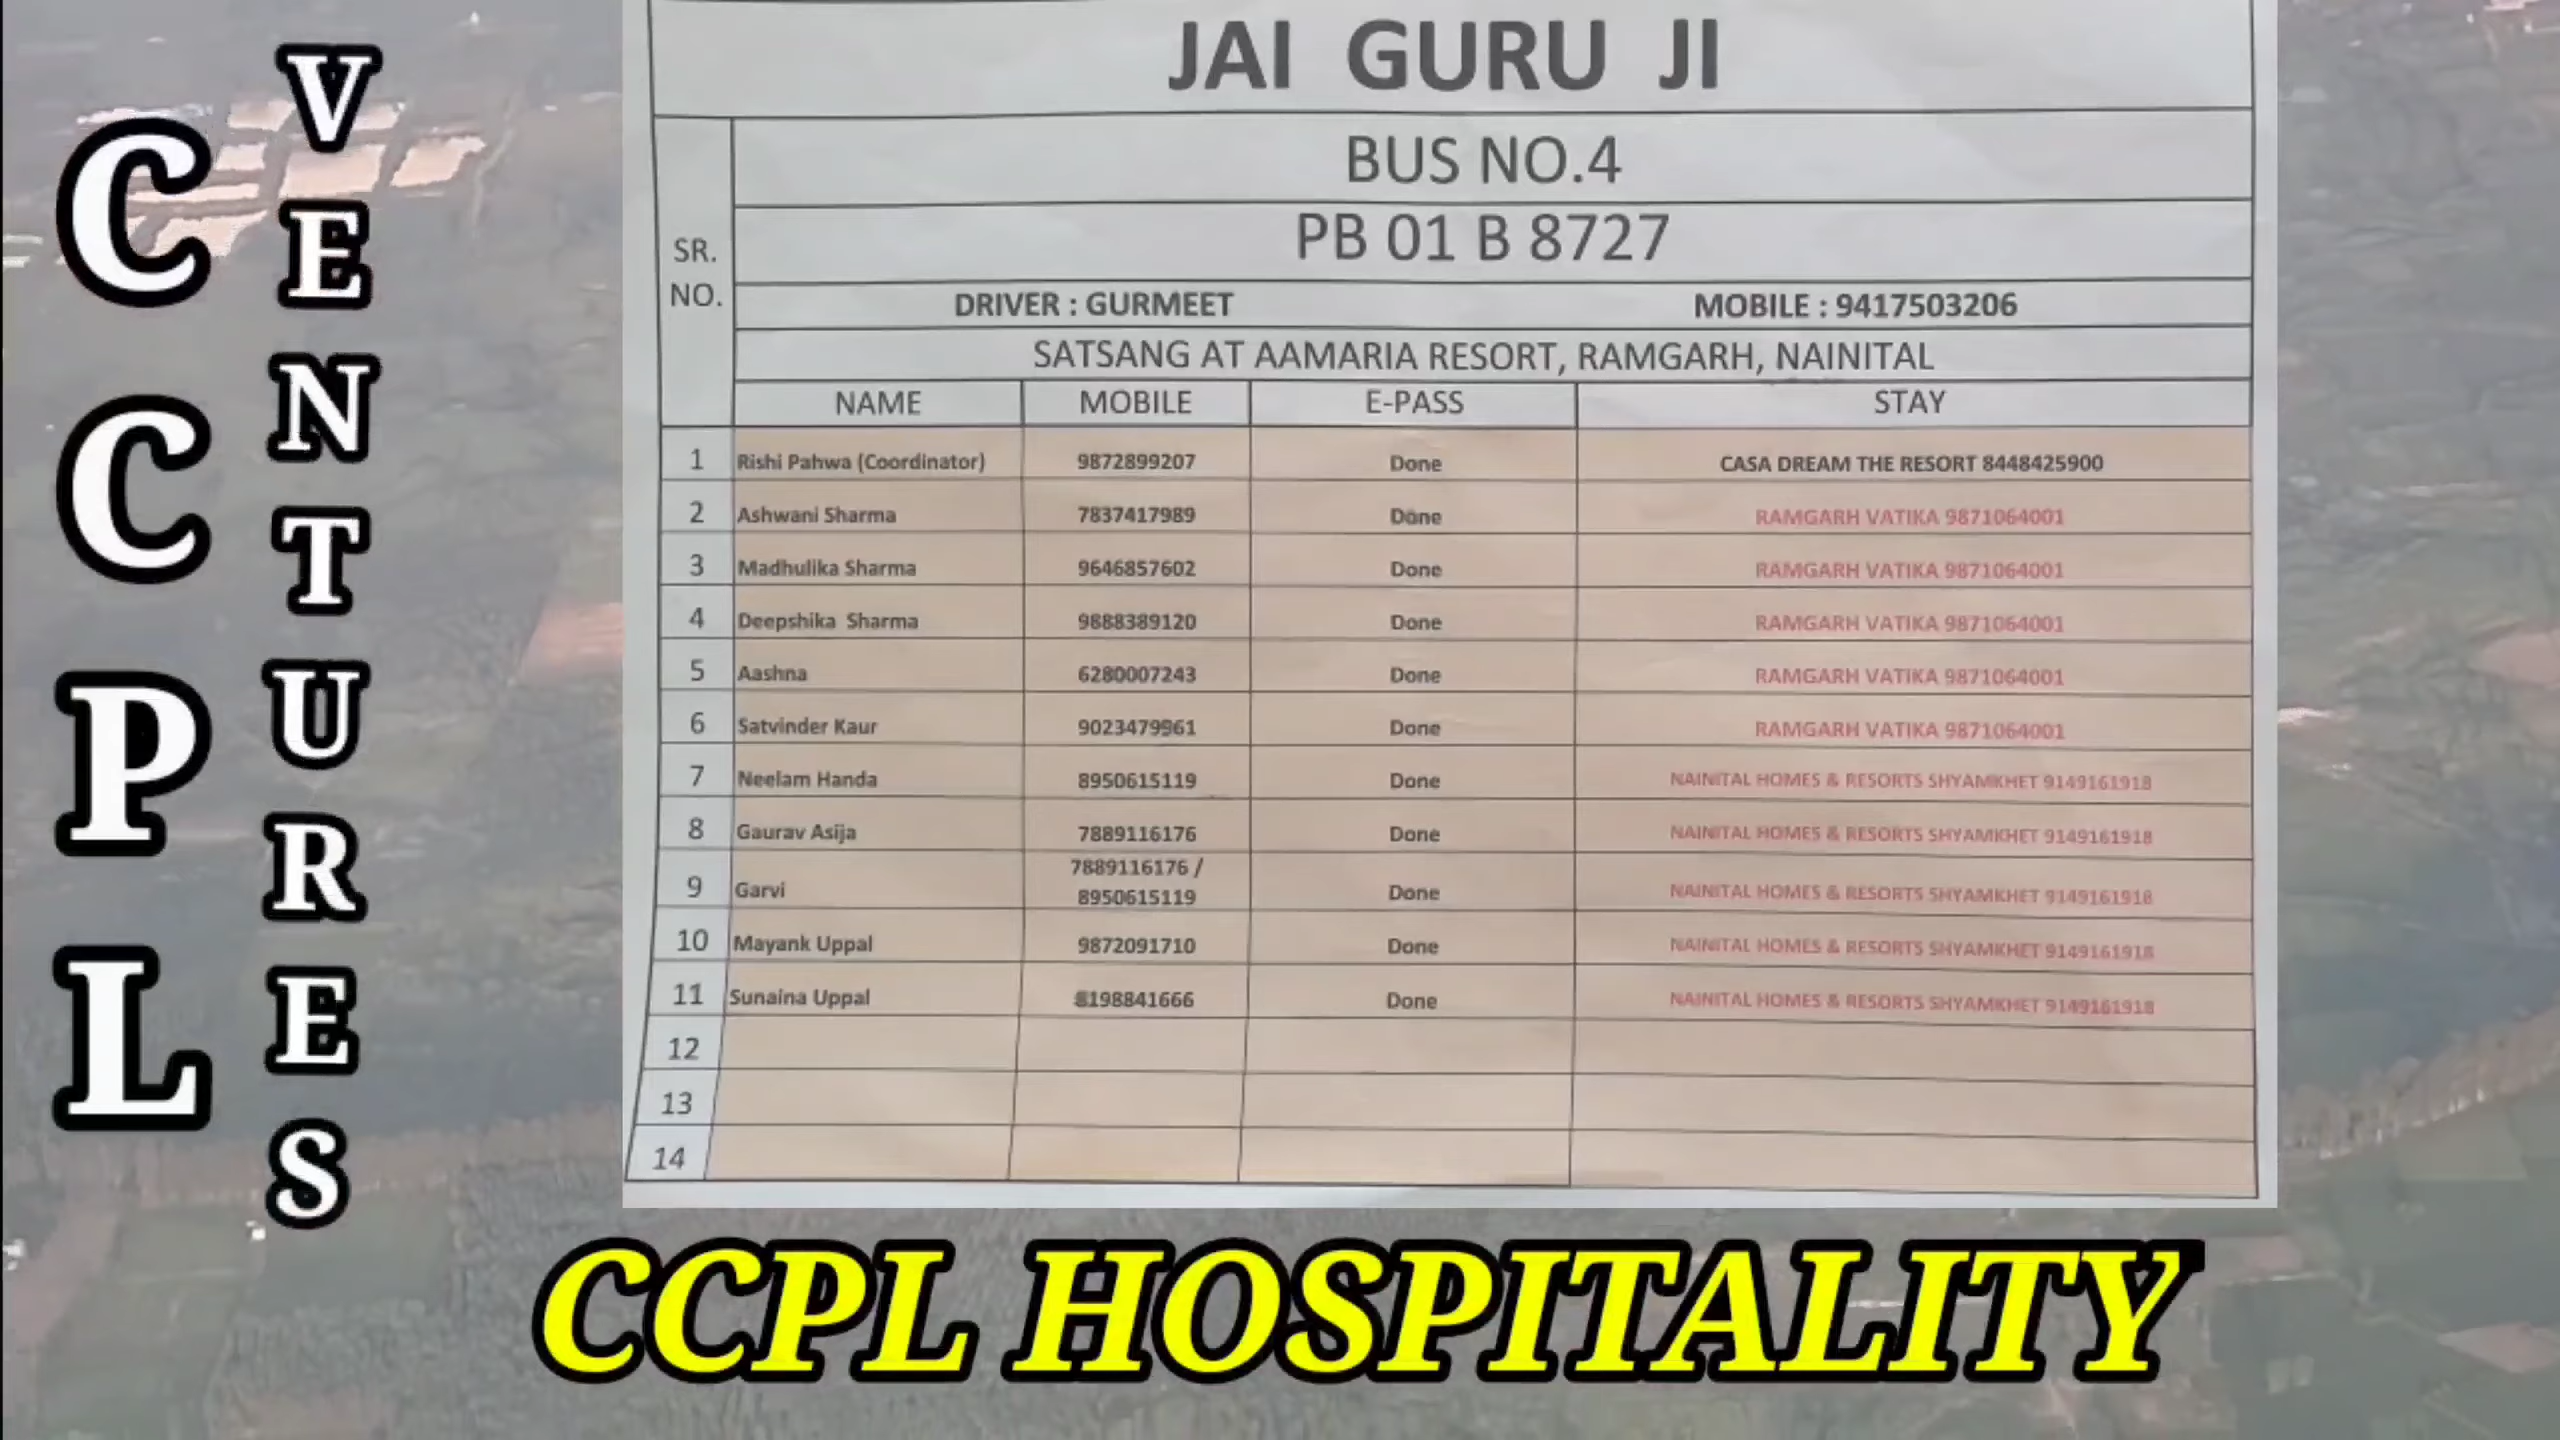 CCPL
VENTURES
JAI GURU JI
SR. NO.
BUS NO.4
PB 01 B 8727
DRIVER : GURMEET MOBILE : 9417503206
SATSANG AT AAMARIA RESORT, RAMGARH, NAINITAL
NAME MOBILE E-PASS STAY
1 Rishi Pahwa (Coordinator) 9872899207 Done CASA DREAM THE RESORT 8448425900
2 Ashwani Sharma 7837417989 Done RAMGARH VATIKA 9871064001
3 Madhulika Sharma 9646857602 Done RAMGARH VATIKA 9871064001
4 Deepshika Sharma 9888389120 Done RAMGARH VATIKA 9871064001
5 Aashna 6280007243 Done RAMGARH VATIKA 9871064001
6 Satvinder Kaur 9023479961 Done RAMGARH VATIKA 9871064001
7 Neelam Handa 8950615119 Done NAINITAL HOMES & RESORTS SHYAMKHET 9149161918
8 Gaurav Asija 7889116176 Done NAINITAL HOMES & RESORTS SHYAMKHET 9149161918
9 Garvi 7889116176 / 8950615119 Done NAINITAL HOMES & RESORTS SHYAMKHET 9149161918
10 Mayank Uppal 9872091710 Done NAINITAL HOMES & RESORTS SHYAMKHET 9149161918
11 Sunaina Uppal 8198841666 Done NAINITAL HOMES & RESORTS SHYAMKHET 9149161918
12
13
14
CCPL HOSPITALITY